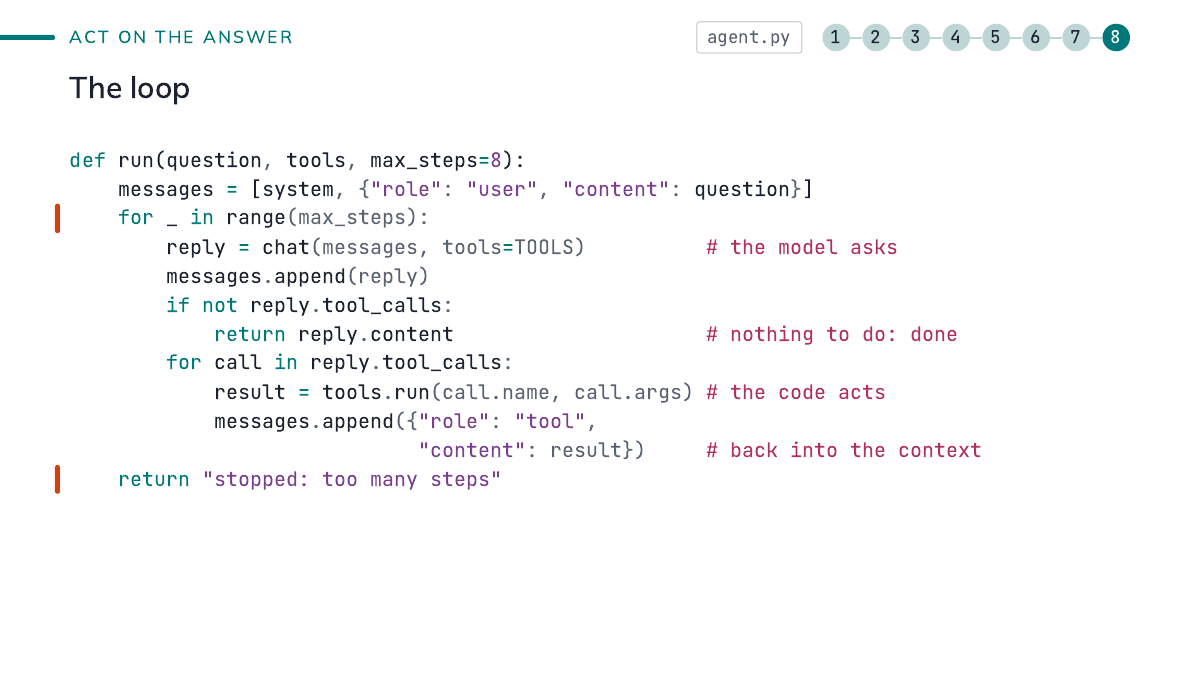 ACT ON THE ANSWER
agent.py
1 2 3 4 5 6 7 8
The loop
def run(question, tools, max_steps=8):
    messages = [system, {"role": "user", "content": question}]
    for _ in range(max_steps):
        reply = chat(messages, tools=TOOLS)          # the model asks
        messages.append(reply)
        if not reply.tool_calls:
            return reply.content                     # nothing to do: done
        for call in reply.tool_calls:
            result = tools.run(call.name, call.args) # the code acts
            messages.append({"role": "tool",
                             "content": result})     # back into the context
    return "stopped: too many steps"